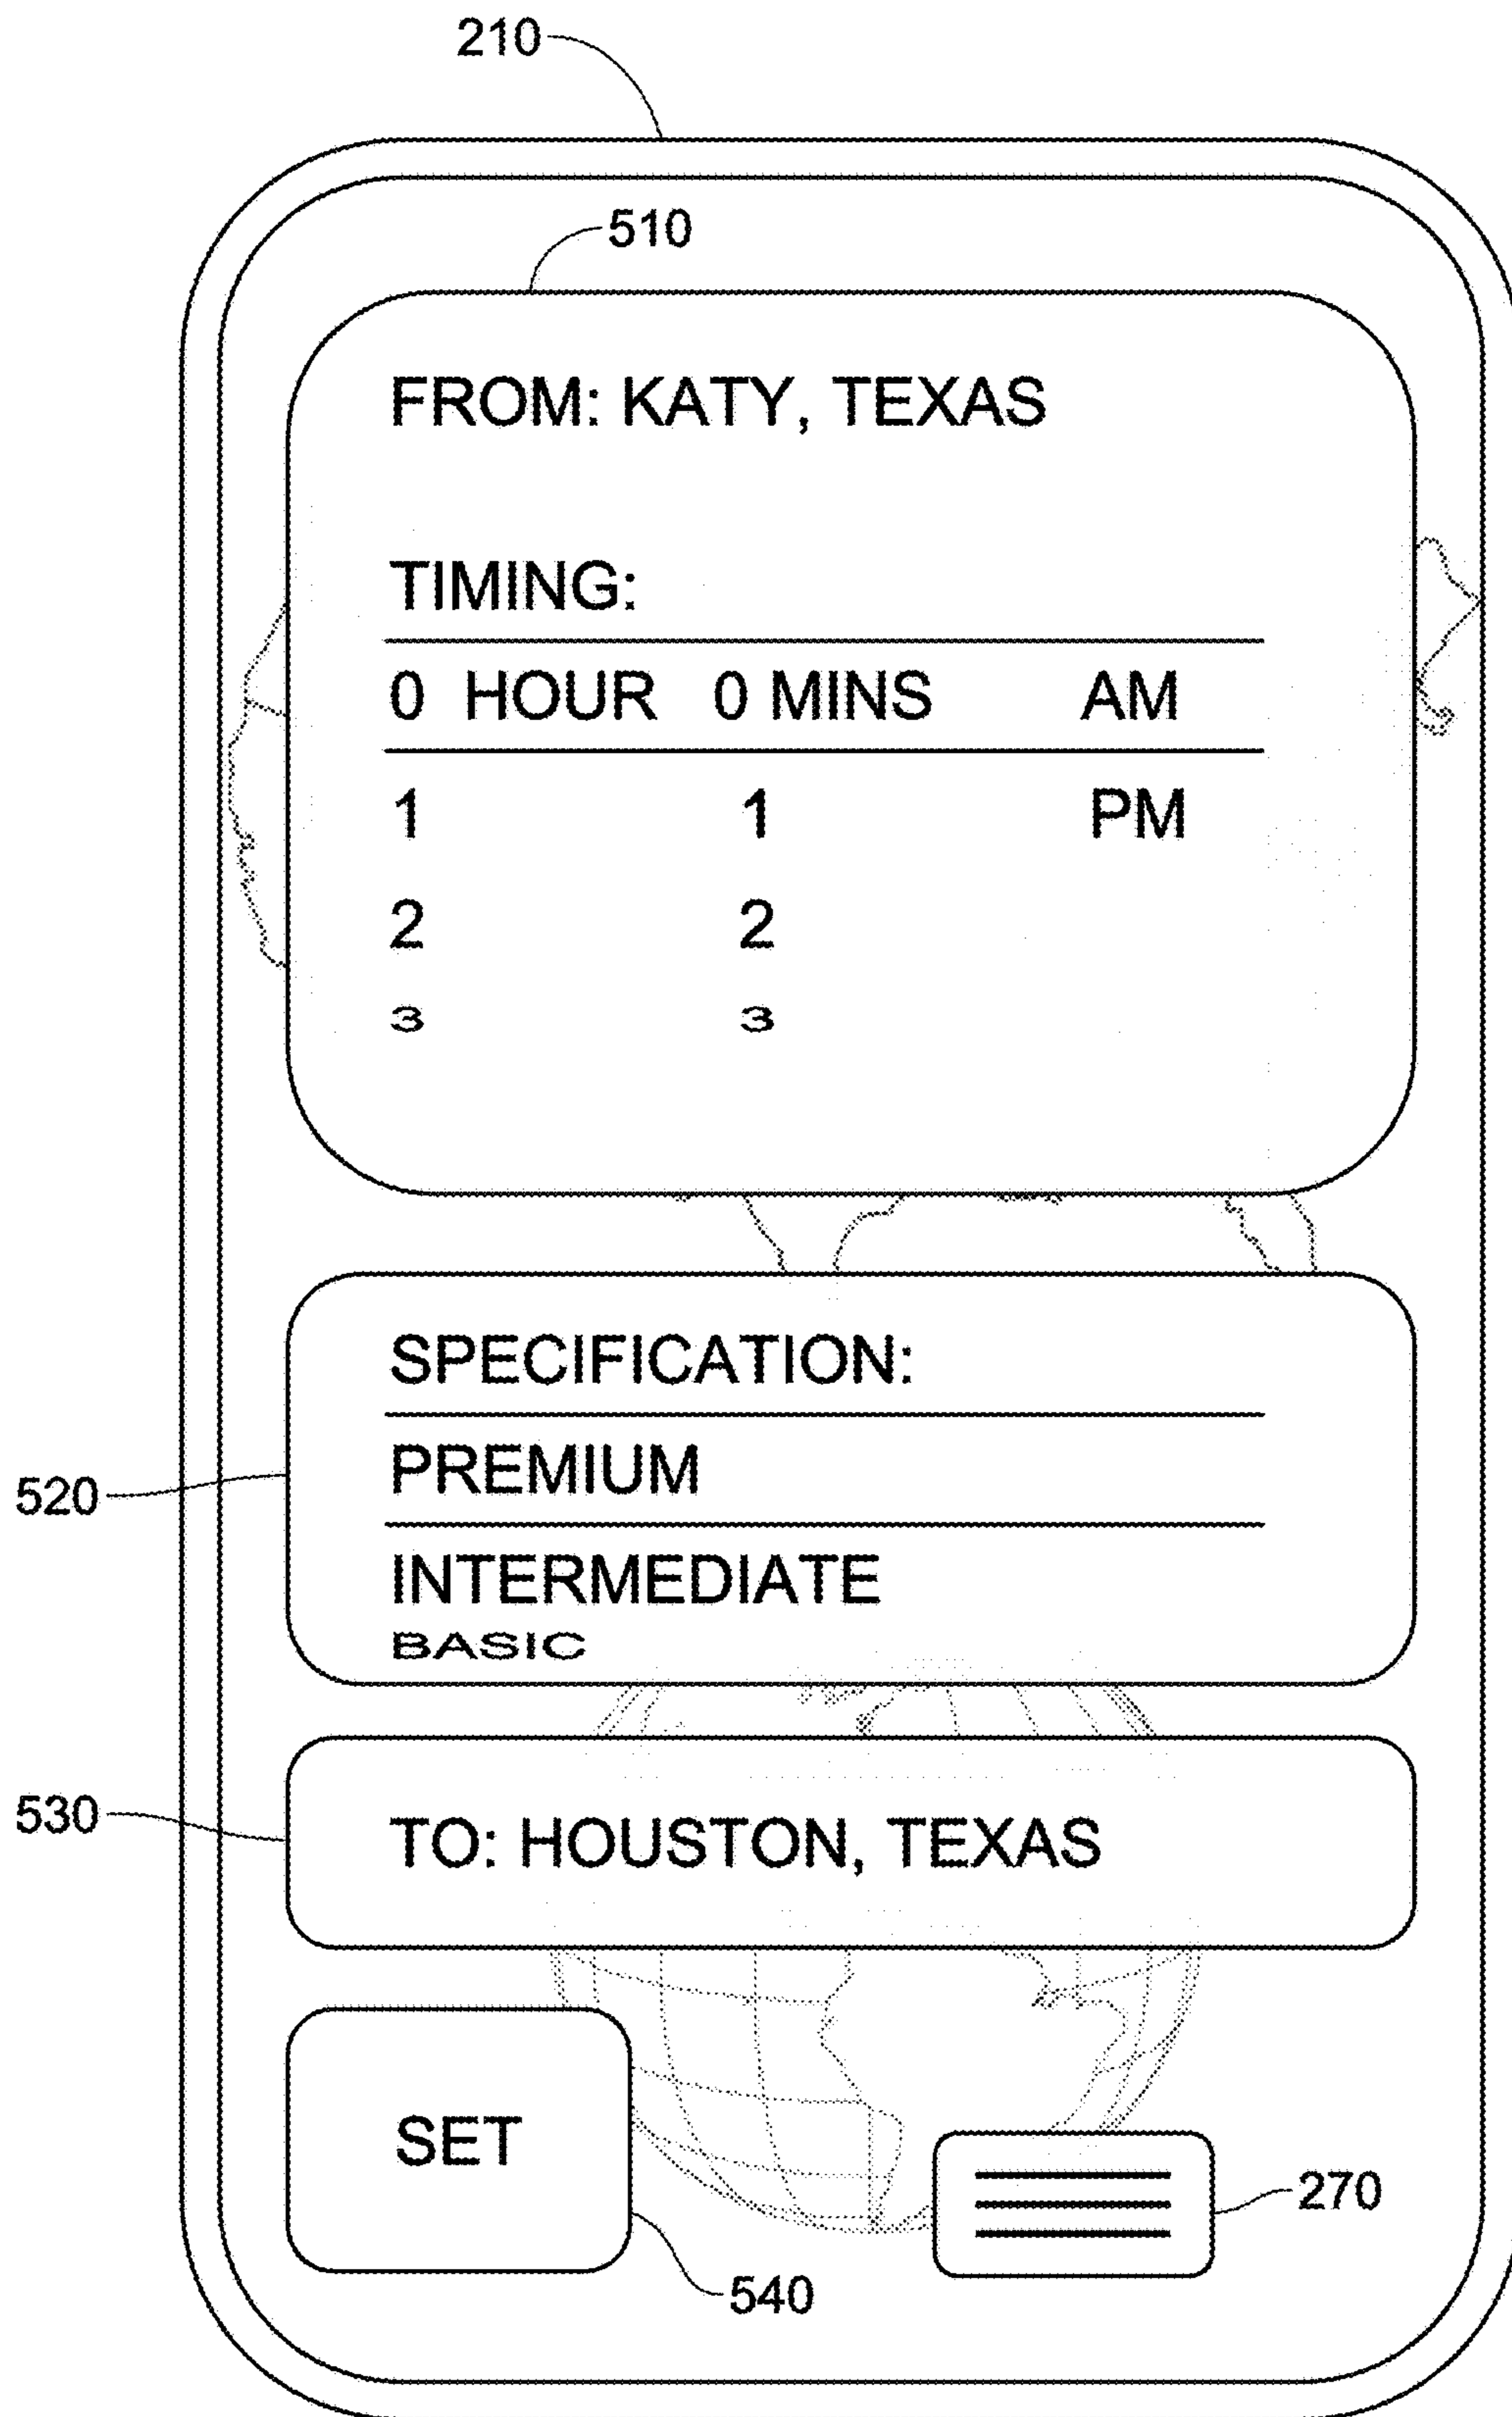 210
510
FROM: KATY, TEXAS
TIMING:
0 HOUR 0 MINS AM
1 1 PM
2 2
3 3
SPECIFICATION:
PREMIUM
520
INTERMEDIATE
BASIC
530
TO: HOUSTON, TEXAS
SET
270
540